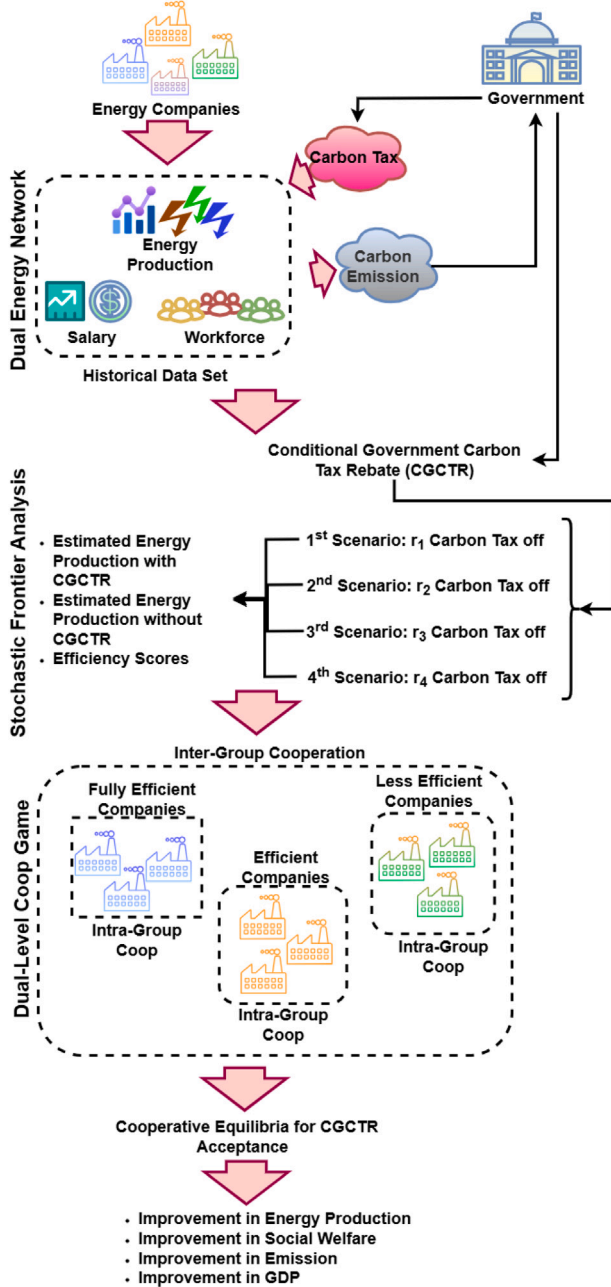 Energy Companies
Government
Carbon Tax
Dual Energy Network
Energy
Production
Carbon
Emission
Salary
Workforce
Historical Data Set
Conditional Government Carbon
Tax Rebate (CGCTR)
Stochastic Frontier Analysis
• Estimated Energy
Production with
CGCTR
• Estimated Energy
Production without
CGCTR
• Efficiency Scores
1st Scenario: r1 Carbon Tax off
2nd Scenario: r2 Carbon Tax off
3rd Scenario: r3 Carbon Tax off
4th Scenario: r4 Carbon Tax off
Dual-Level Coop Game
Inter-Group Cooperation
Fully Efficient
Companies
Intra-Group
Coop
Efficient
Companies
Intra-Group
Coop
Less Efficient
Companies
Intra-Group
Coop
Cooperative Equilibria for CGCTR
Acceptance
• Improvement in Energy Production
• Improvement in Social Welfare
• Improvement in Emission
• Improvement in GDP